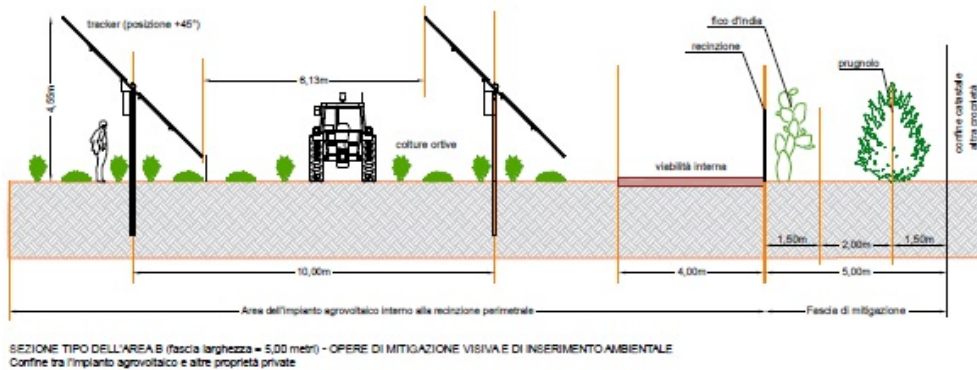 fico d'india
tracker (posizione +45°)
recinzione
prugnolo
6,13m
4,55m
confine catastale
altre proprietà
colture ortive
viabilità interna
1,50m
2,00m
1,50m
10,00m
4,00m
5,00m
Area dell'impianto agrovoltaico interno alla recinzione perimetrale
Fascia di mitigazione
SEZIONE TIPO DELL'AREA B (fascia larghezza = 5,00 metri) - OPERE DI MITIGAZIONE VISIVA E DI INSERIMENTO AMBIENTALE
Confine tra l'impianto agrovoltaico e altre proprietà private